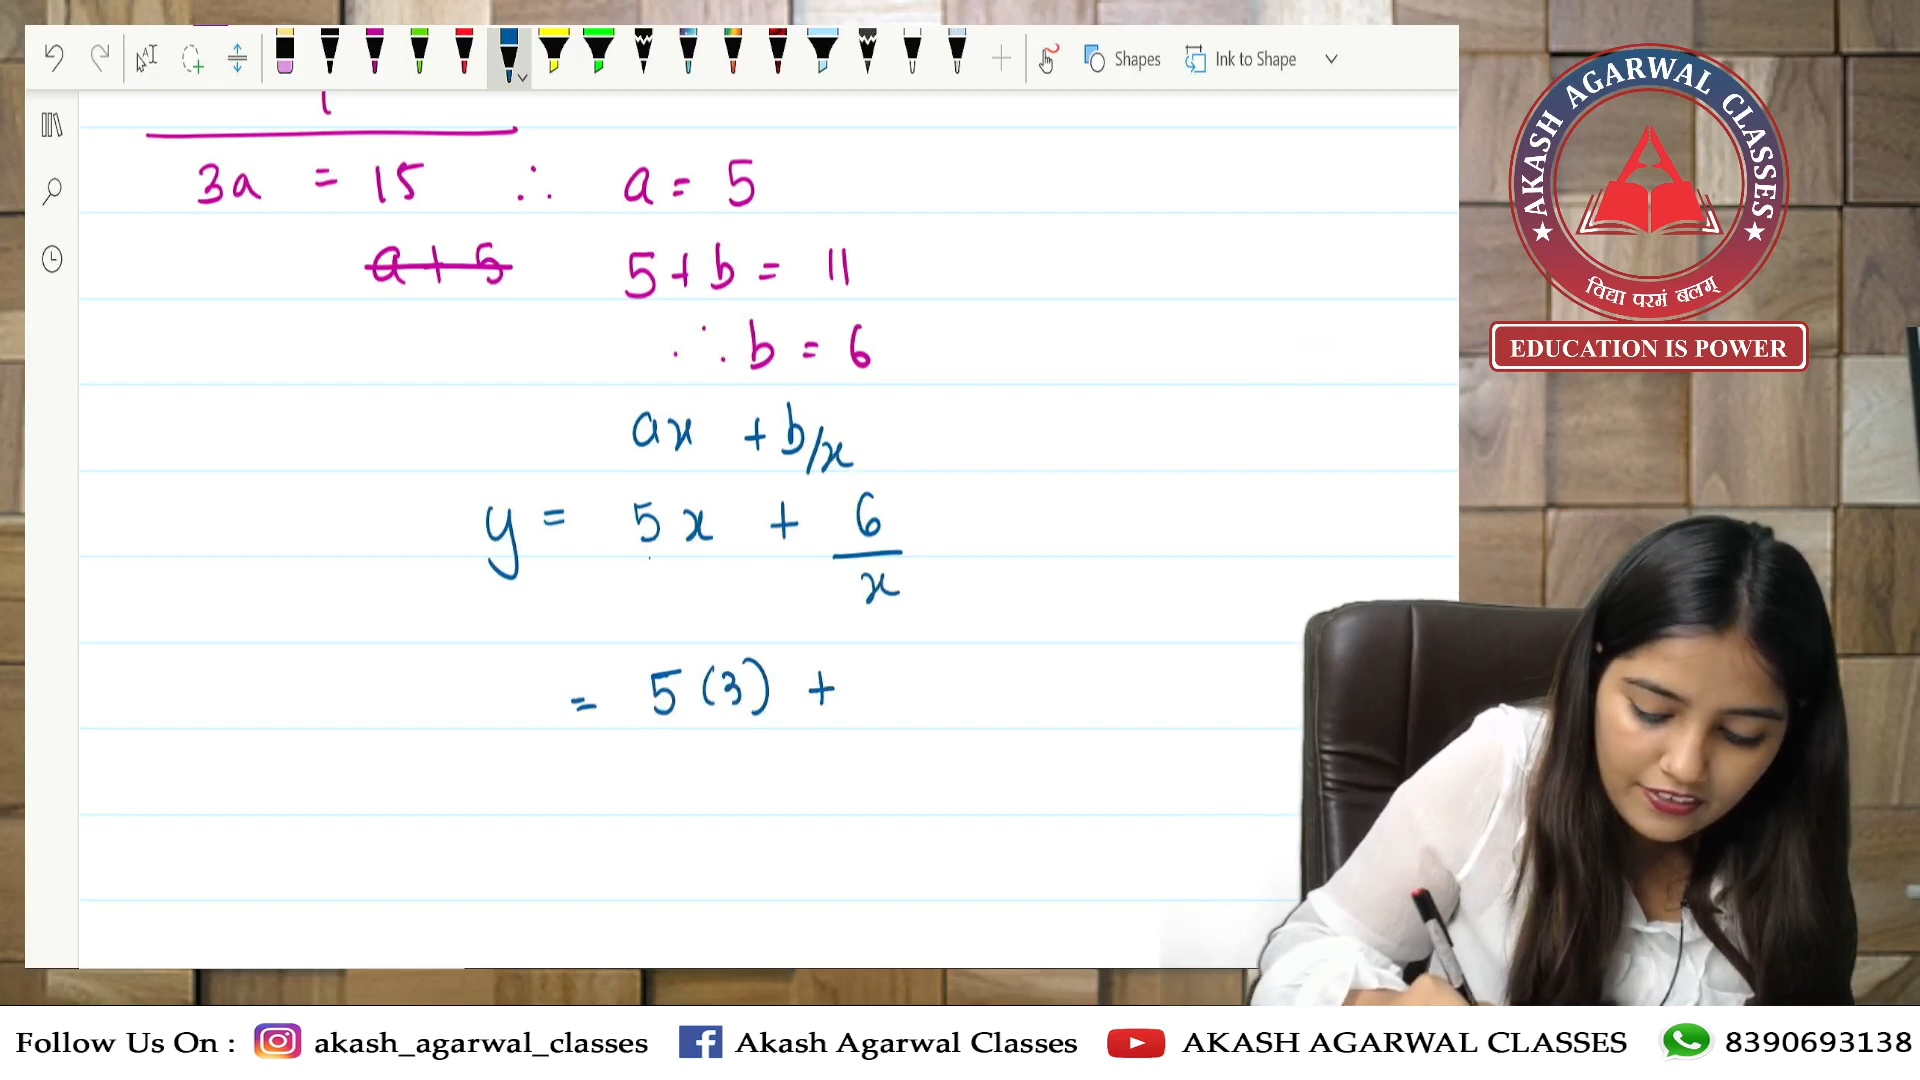 Shapes
Ink to Shape
3a = 15 ∴ a = 5
a + 5 5 + b = 11
∴ b = 6
ax + b/x
y = 5x + 6/x
= 5(3) +
AKASH AGARWAL CLASSES
विद्या परमं बलम्
EDUCATION IS POWER
Follow Us On : akash_agarwal_classes Akash Agarwal Classes AKASH AGARWAL CLASSES 8390693138